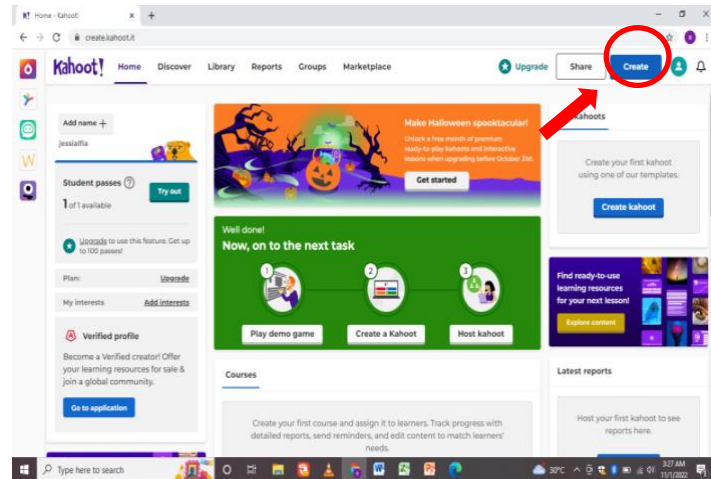 K! Home - Kahoot!
create.kahoot.it
Kahoot!
Home
Discover
Library
Reports
Groups
Marketplace
Upgrade
Share
Create
Add name +
jessialfia
Student passes
1 of 1 available
Try out
Upgrade to use this feature. Get up
to 100 passes!
Plan:
Upgrade
My interests
Add interests
Verified profile
Become a Verified creator! Offer
your learning resources for sale &
join a global community.
Go to application
Make Halloween spooktacular!
Unlock a free month of premium
ready-to-play kahoots and interactive
lessons when upgrading before October 31st.
Get started
Well done!
Now, on to the next task
1
2
3
Play demo game
Create a Kahoot
Host kahoot
Courses
Create your first course and assign it to learners. Track progress with
detailed reports, send reminders, and edit content to match learners'
needs.
kahoots
Create your first kahoot
using one of our templates.
Create kahoot
Find ready-to-use
learning resources
for your next lesson!
Explore content
Latest reports
Host your first kahoot to see
reports here.
Type here to search
30°C
3:27 AM
11/1/2022